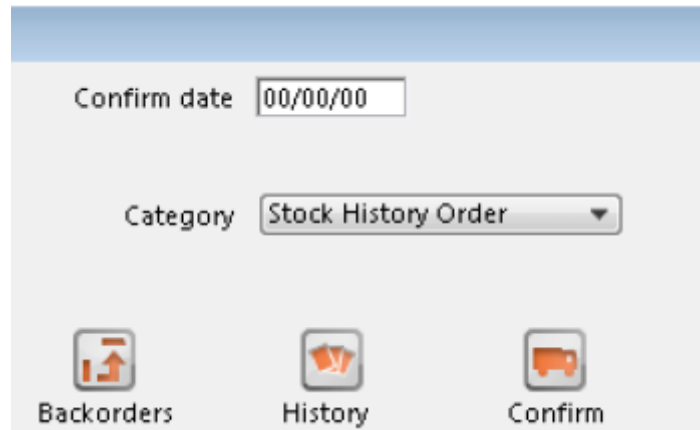 Confirm date 00/00/00
Category Stock History Order
Backorders History Confirm